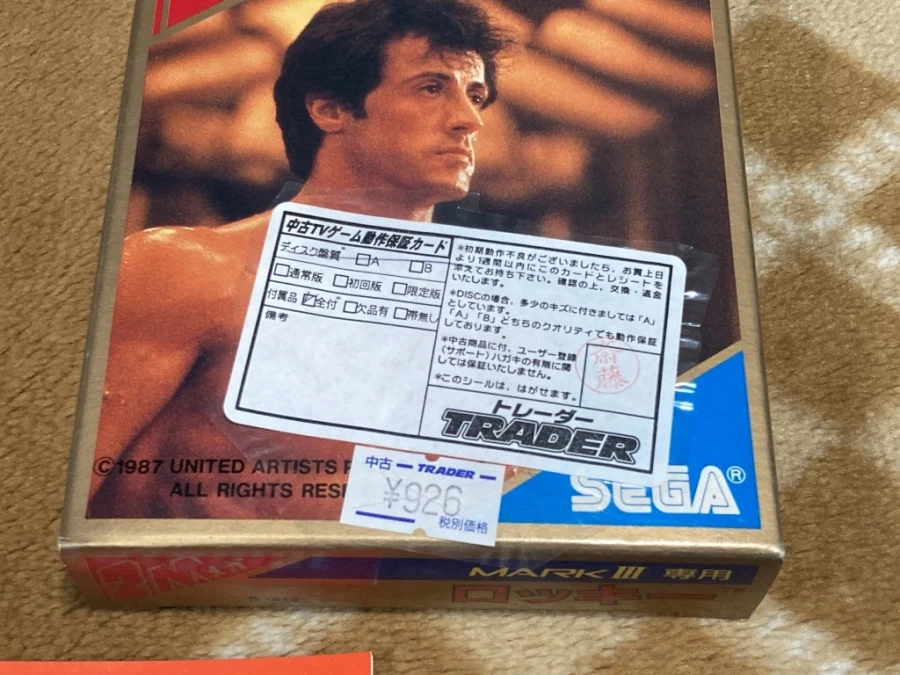 中古TVゲーム動作保証カード
ディスク盤質 □A □B
□通常版 □初回版 □限定版
付属品 ☑全付 □欠品有 □帯無し
備考
*初期動作不良がございましたら、お買上日
より1週間以内にこのカードとレシートを
添えてお持ち下さい。確認の上、交換・返金
いたします。
*DISCの場合、多少のキズに付きましては「A」
としています。
「A」「B」どちらのクオリティでも動作保証
しております
*中古商品に付、ユーザー登録
(サポート)ハガキの有無に関
しては保証いたしません。
*このシールは、はがせます。
齋藤
トレーダー
TRADER
©1987 UNITED ARTISTS
ALL RIGHTS
中古 TRADER
¥926
税別価格
SEGA®
MARK III 専用
ロッキー